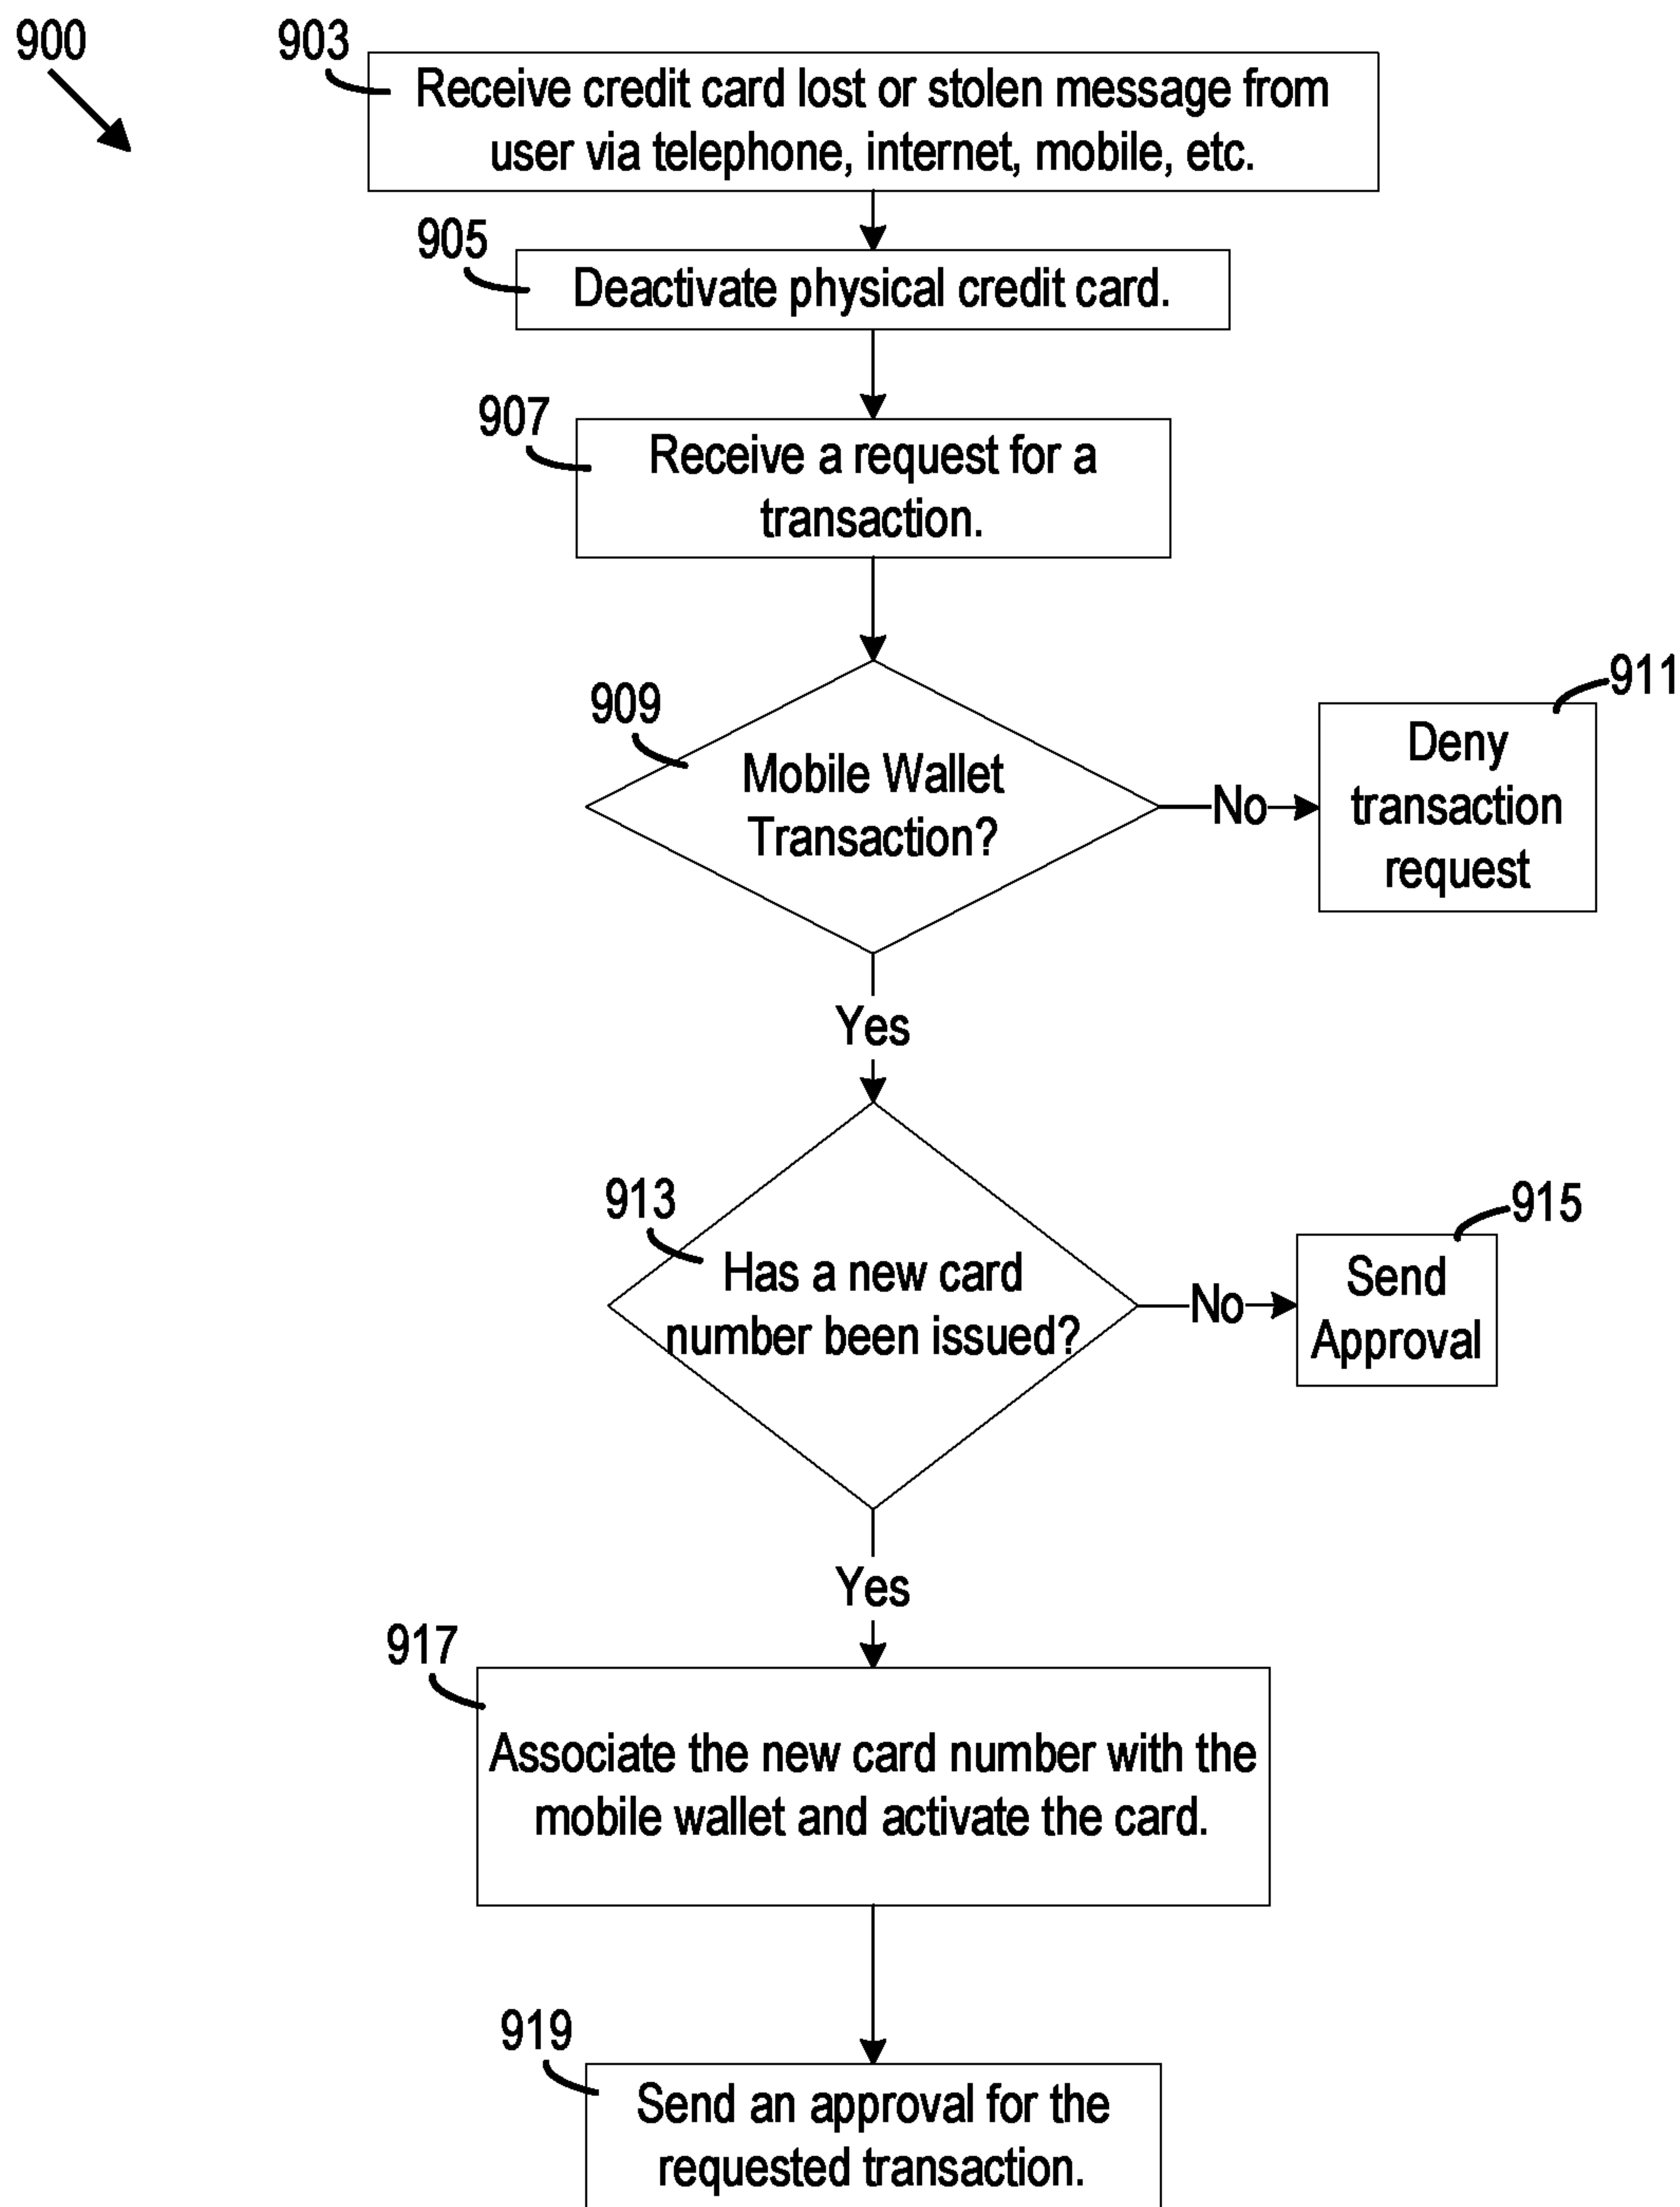 900
903
Receive credit card lost or stolen message from
user via telephone, internet, mobile, etc.
905
Deactivate physical credit card.
907
Receive a request for a
transaction.
909
Mobile Wallet
Transaction?
No
911
Deny
transaction
request
Yes
913
Has a new card
number been issued?
No
915
Send
Approval
Yes
917
Associate the new card number with the
mobile wallet and activate the card.
919
Send an approval for the
requested transaction.